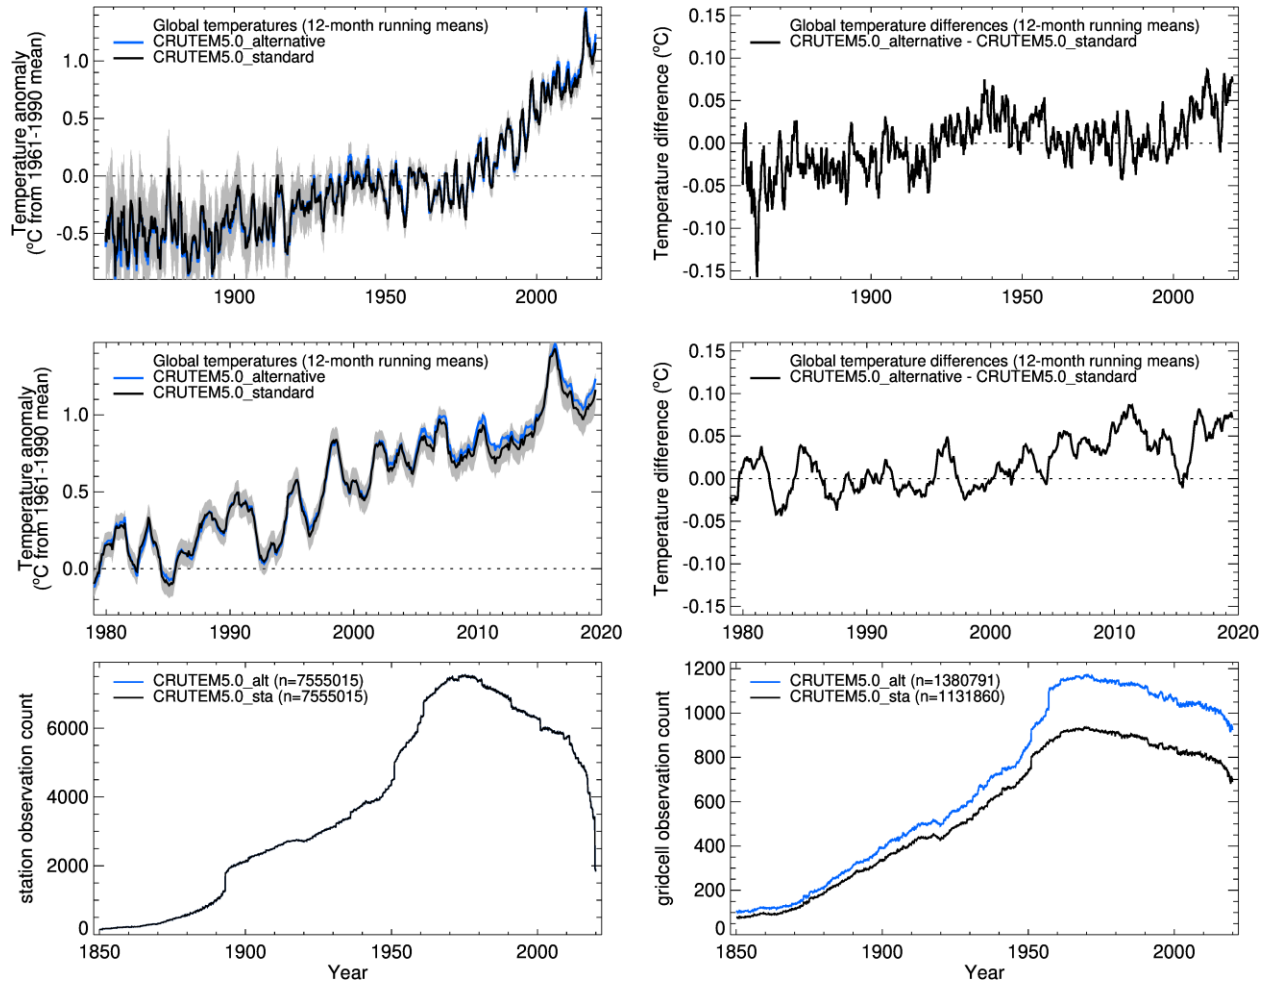 Global temperatures (12-month running means)
CRUTEM5.0_alternative
CRUTEM5.0_standard
Temperature anomaly
(°C from 1961-1990 mean)
1.0
0.5
0.0
-0.5
1900
1950
2000
Global temperature differences (12-month running means)
CRUTEM5.0_alternative - CRUTEM5.0_standard
Temperature difference (°C)
0.15
0.10
0.05
0.00
-0.05
-0.10
-0.15
1900
1950
2000
Global temperatures (12-month running means)
CRUTEM5.0_alternative
CRUTEM5.0_standard
Temperature anomaly
(°C from 1961-1990 mean)
1.0
0.5
0.0
1980
1990
2000
2010
2020
Global temperature differences (12-month running means)
CRUTEM5.0_alternative - CRUTEM5.0_standard
Temperature difference (°C)
0.15
0.10
0.05
0.00
-0.05
-0.10
-0.15
1980
1990
2000
2010
2020
CRUTEM5.0_alt (n=7555015)
CRUTEM5.0_sta (n=7555015)
station observation count
6000
4000
2000
0
1850
1900
1950
2000
Year
CRUTEM5.0_alt (n=1380791)
CRUTEM5.0_sta (n=1131860)
gridcell observation count
1200
1000
800
600
400
200
0
1850
1900
1950
2000
Year